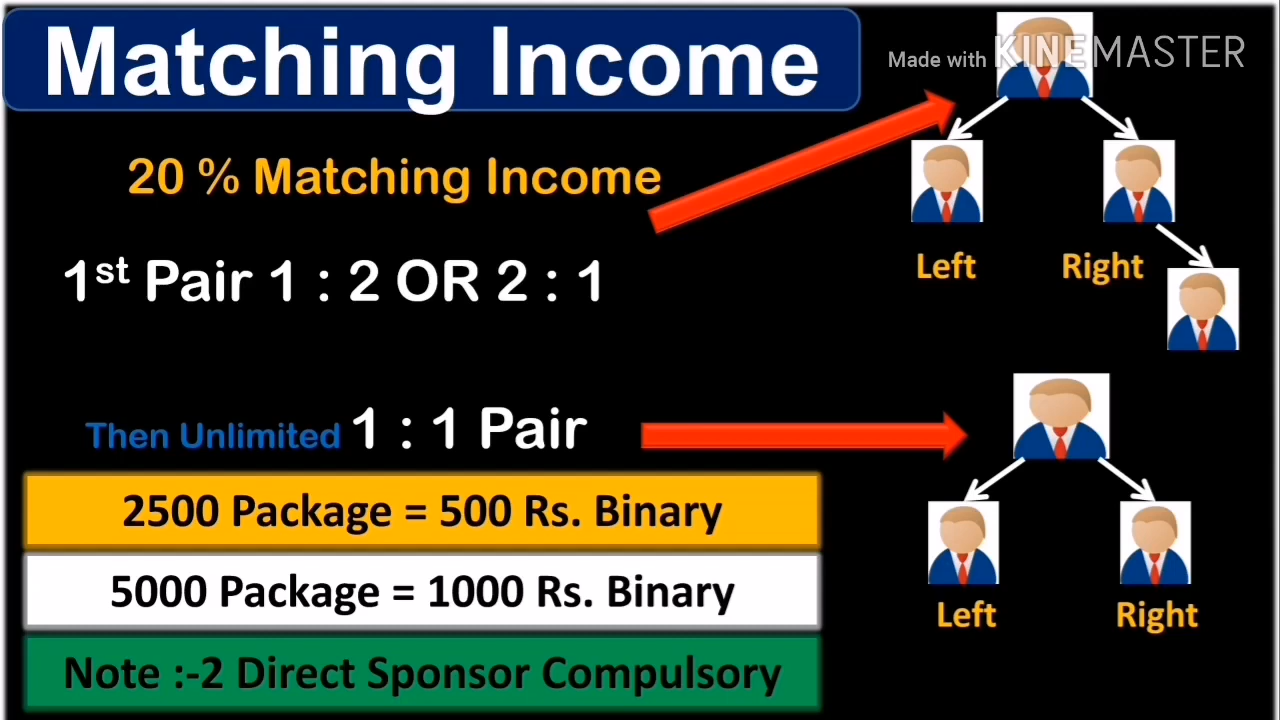 Matching Income
Made with KINEMASTER
20 % Matching Income
1st Pair 1 : 2 OR 2 : 1
Left Right
Then Unlimited 1 : 1 Pair
2500 Package = 500 Rs. Binary
5000 Package = 1000 Rs. Binary
Left Right
Note :-2 Direct Sponsor Compulsory